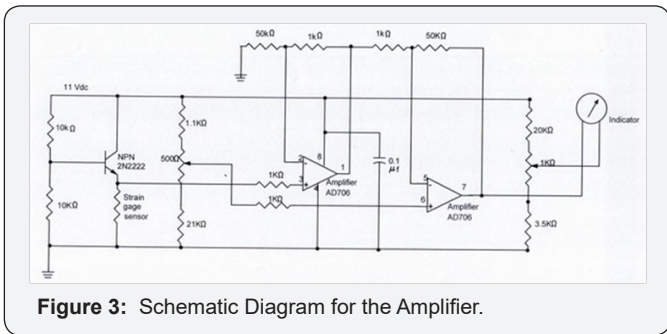 50kΩ 1kΩ 1kΩ 50KΩ
11 Vdc
Indicator
10kΩ 1.1KΩ 20KΩ
NPN
2N2222
500Ω
2 8 1
0.1
μf
1KΩ
1KΩ 3
Amplifier
AD706
4
Strain
gage
sensor
1KΩ
5 7
6
Amplifier
AD706
10KΩ 21KΩ 3.5KΩ
Figure 3: Schematic Diagram for the Amplifier.